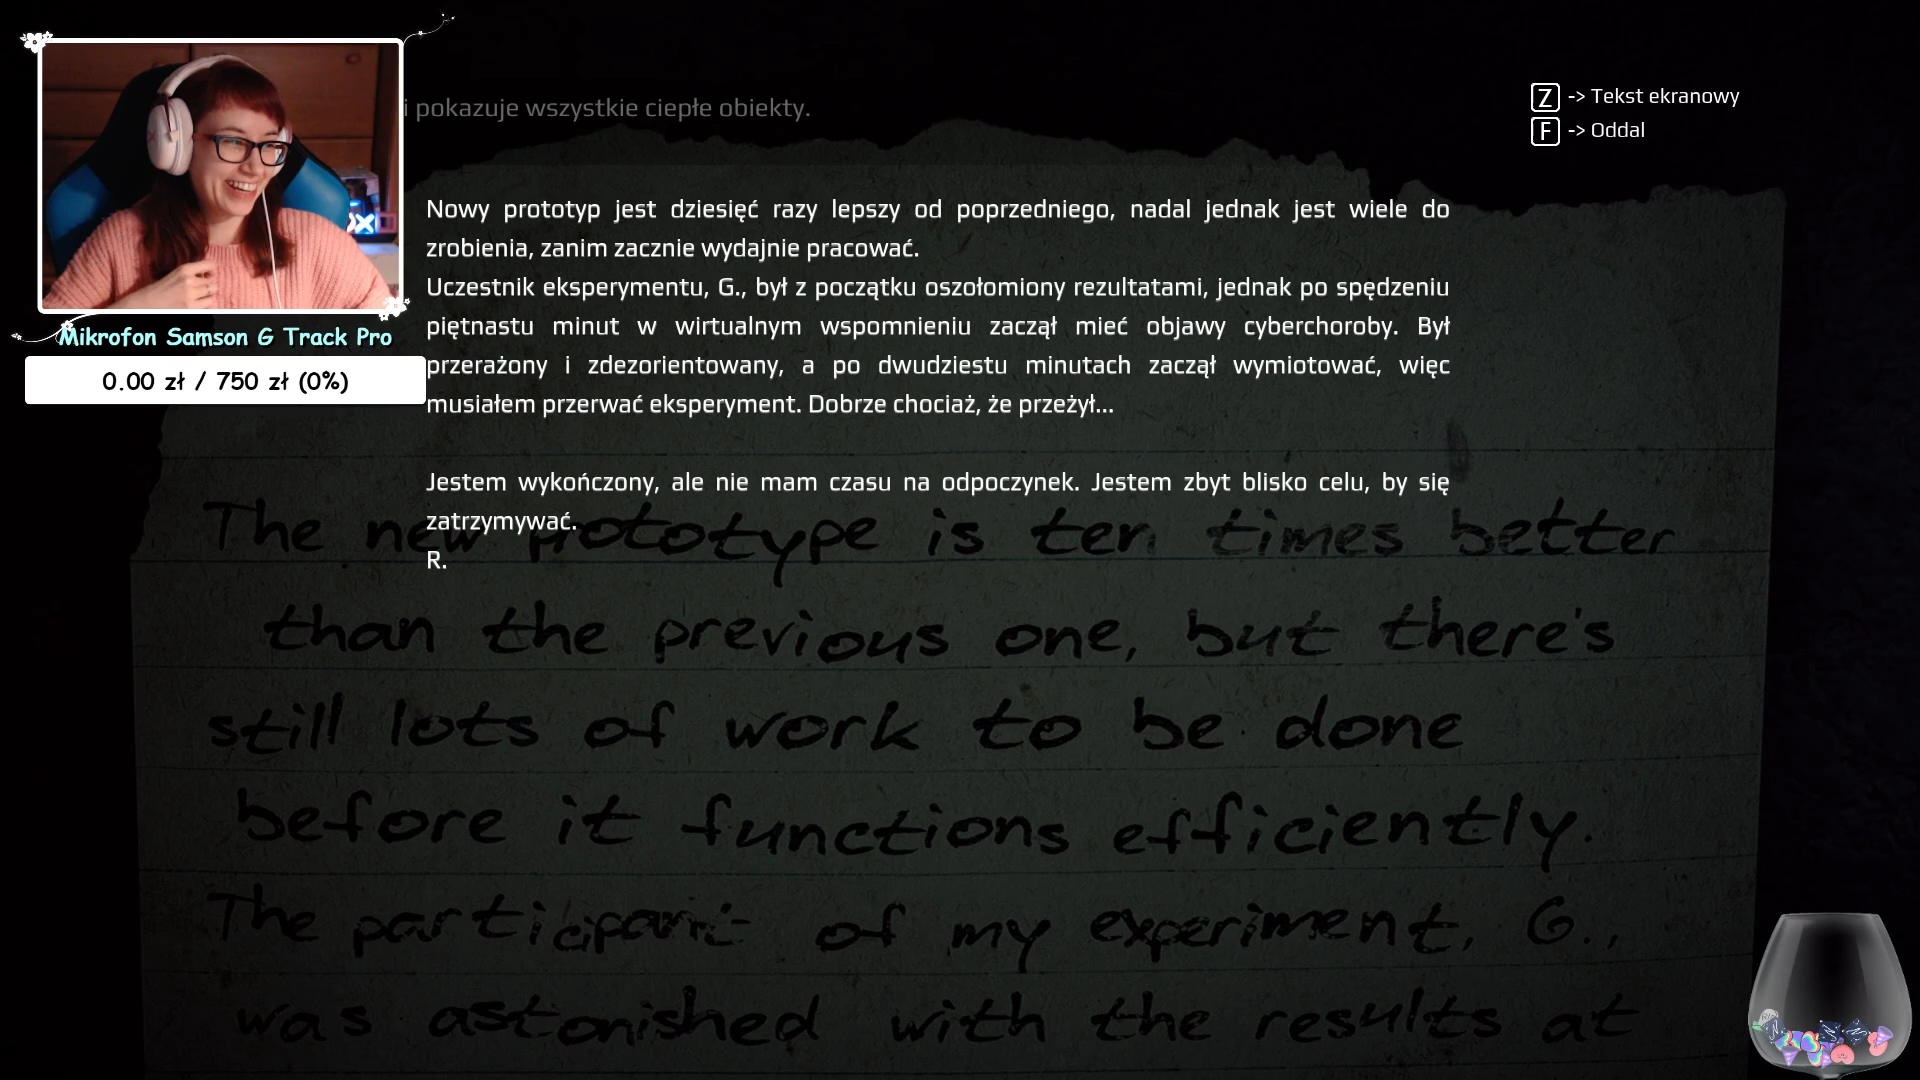 i pokazuje wszystkie ciepłe obiekty.
Z -> Tekst ekranowy
F -> Oddal
Nowy prototyp jest dziesięć razy lepszy od poprzedniego, nadal jednak jest wiele do
zrobienia, zanim zacznie wydajnie pracować.
Uczestnik eksperymentu, G., był z początku oszołomiony rezultatami, jednak po spędzeniu
piętnastu minut w wirtualnym wspomnieniu zaczął mieć objawy cyberchoroby. Był
przerażony i zdezorientowany, a po dwudziestu minutach zaczął wymiotować, więc
musiałem przerwać eksperyment. Dobrze chociaż, że przeżył...
Jestem wykończony, ale nie mam czasu na odpoczynek. Jestem zbyt blisko celu, by się
zatrzymywać.
R.
Mikrofon Samson G Track Pro
0.00 zł / 750 zł (0%)
The new prototype is ten times better
than the previous one, but there's
still lots of work to be done
before it functions efficiently.
The participant of my experiment, G.,
was astonished with the results at